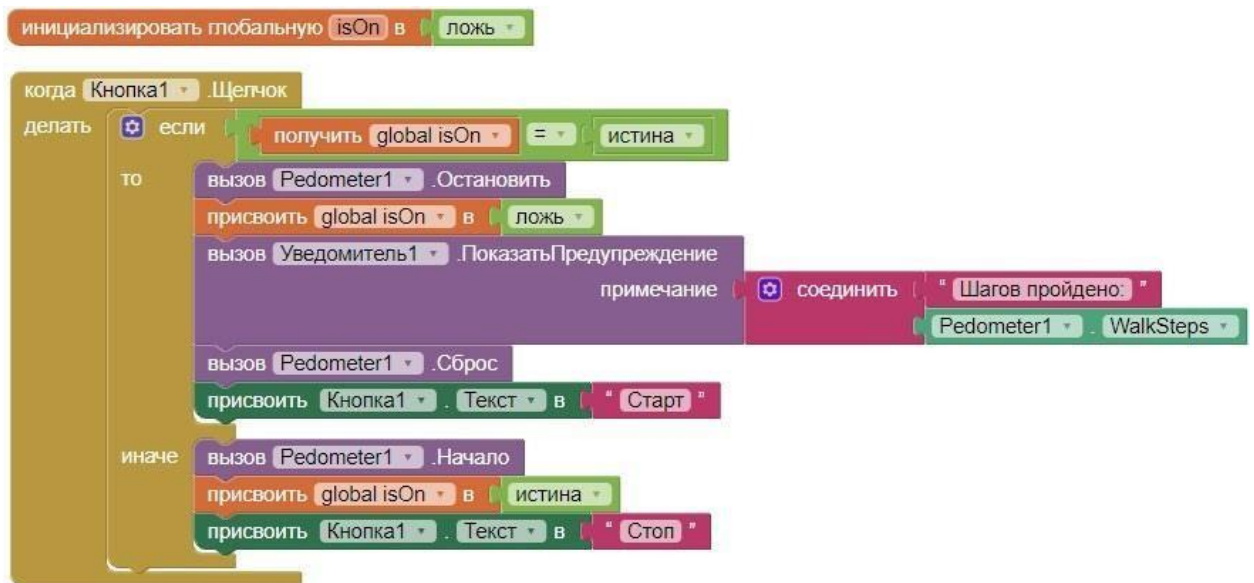 инициализировать глобальную isOn в ложь
когда Кнопка1 .Щелчок
делать если получить global isOn = истина
то вызов Pedometer1 .Остановить
присвоить global isOn в ложь
вызов Уведомитель1 .ПоказатьПредупреждение
примечание соединить " Шагов пройдено: "
Pedometer1 . WalkSteps
вызов Pedometer1 .Сброс
присвоить Кнопка1 . Текст в " Старт "
иначе вызов Pedometer1 .Начало
присвоить global isOn в истина
присвоить Кнопка1 . Текст в " Стоп "